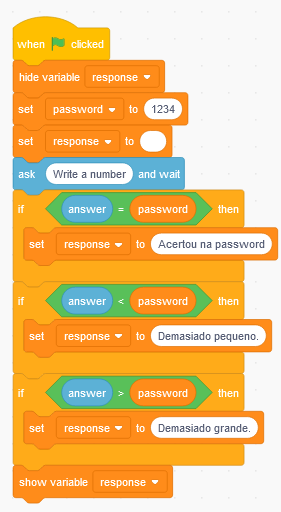 when clicked
hide variable response
set password to 1234
set response to
ask Write a number and wait
if answer = password then
set response to Acertou na password
if answer < password then
set response to Demasiado pequeno.
if answer > password then
set response to Demasiado grande.
show variable response